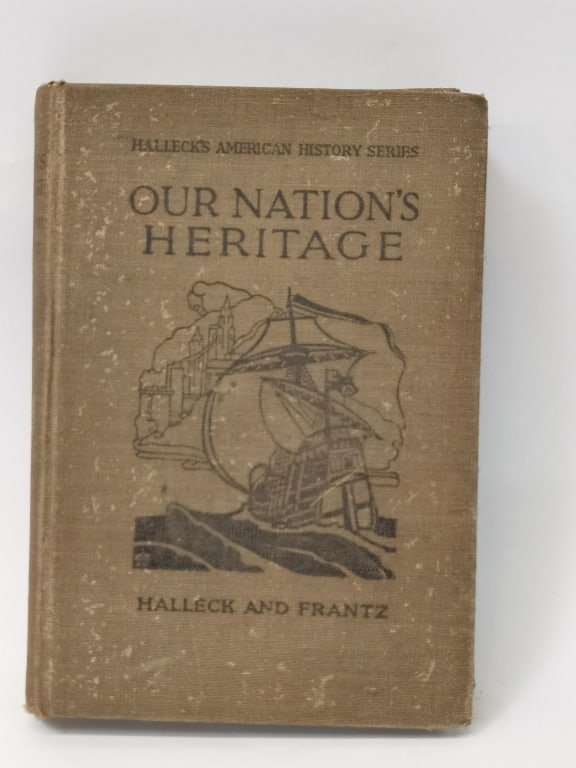 HALLECK'S AMERICAN HISTORY SERIES
OUR NATION'S
HERITAGE
HALLECK AND FRANTZ